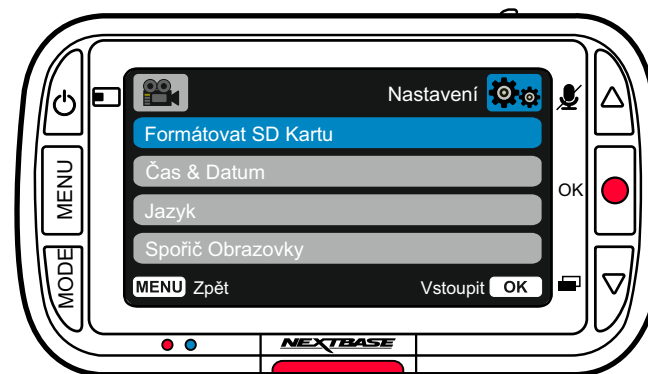 Nastavení
Formátovat SD Kartu
Čas & Datum
Jazyk
Spořič Obrazovky
MENU Zpět
Vstoupit OK
MENU
MODE
OK
NEXTBASE